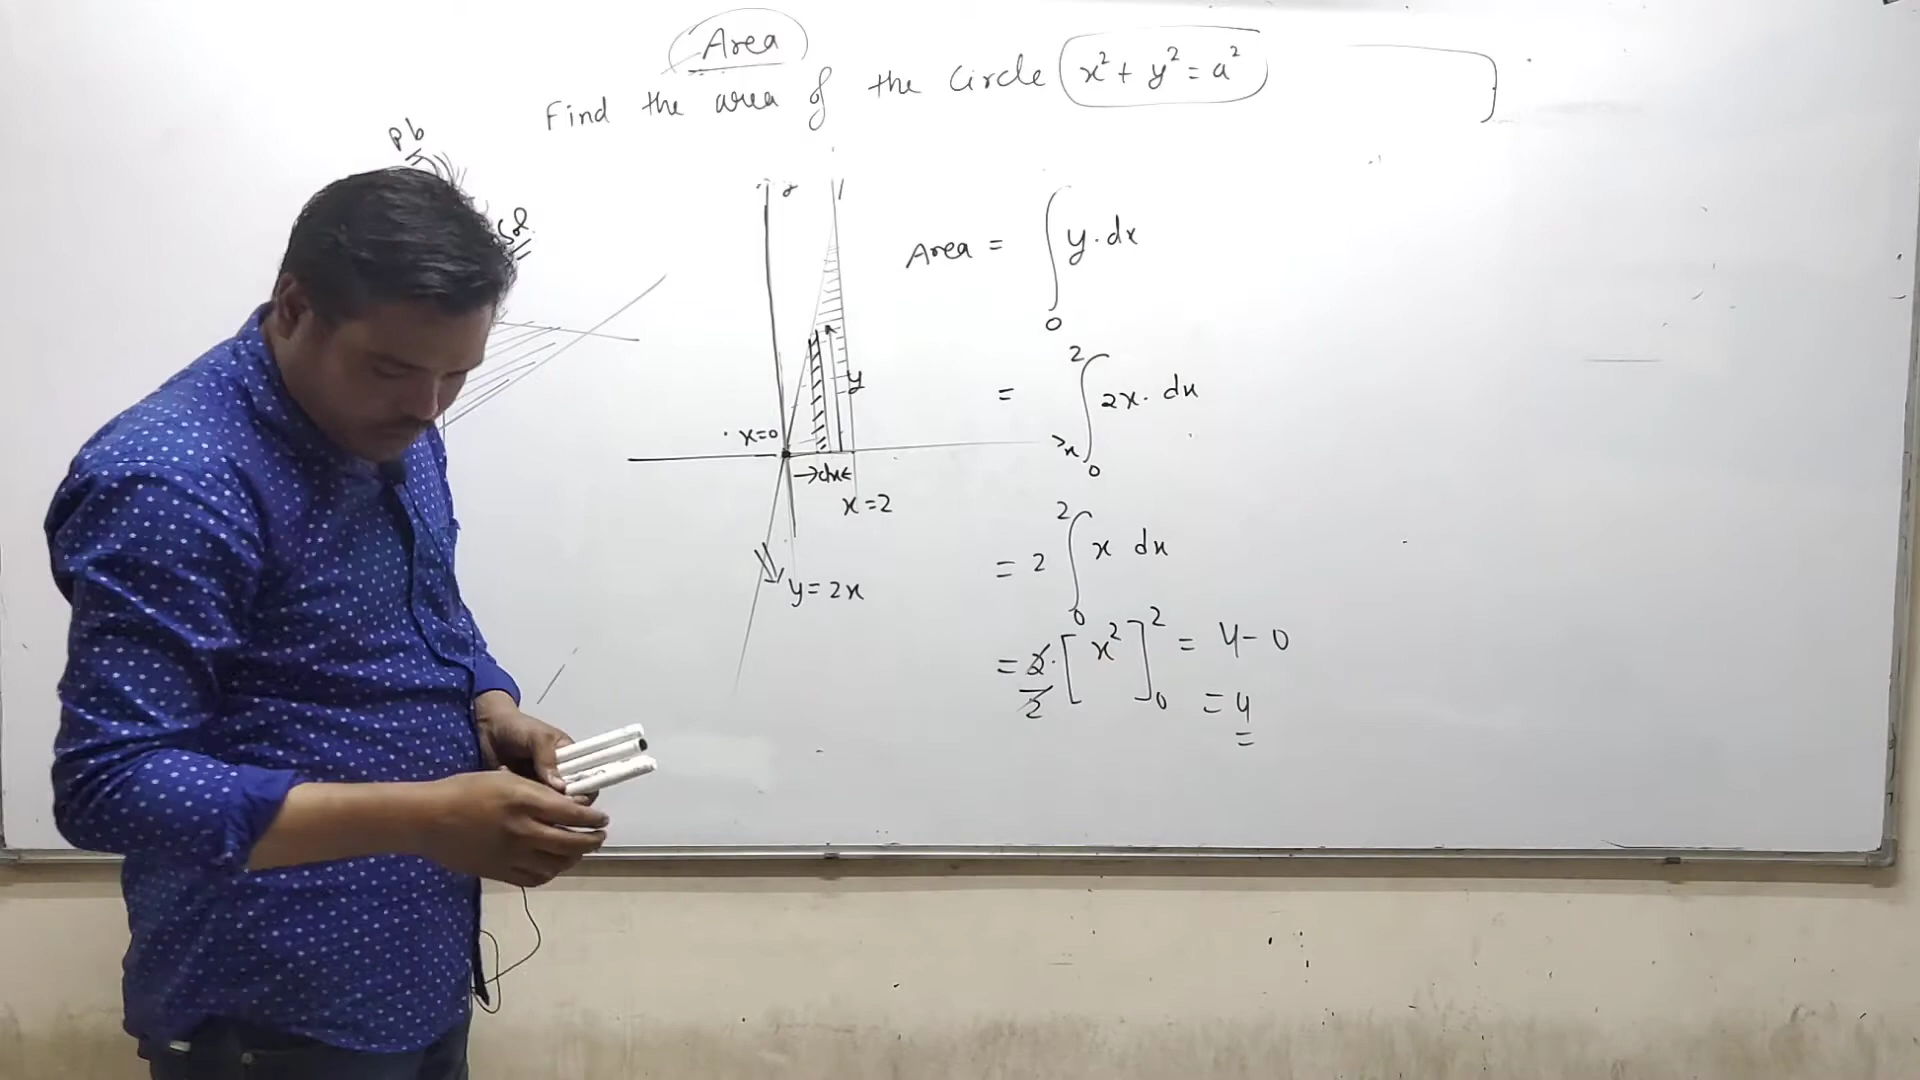 Area
Find the area of the Circle x² + y² = a²
Pb
Sol.
Area = ∫₀ y·dx
y
= ∫₀² 2x· dx
x=0
x
→dx←
x=2
= 2 ∫₀² x dx
y=2x
= 2/2·[x²]₀² = 4-0
= 4